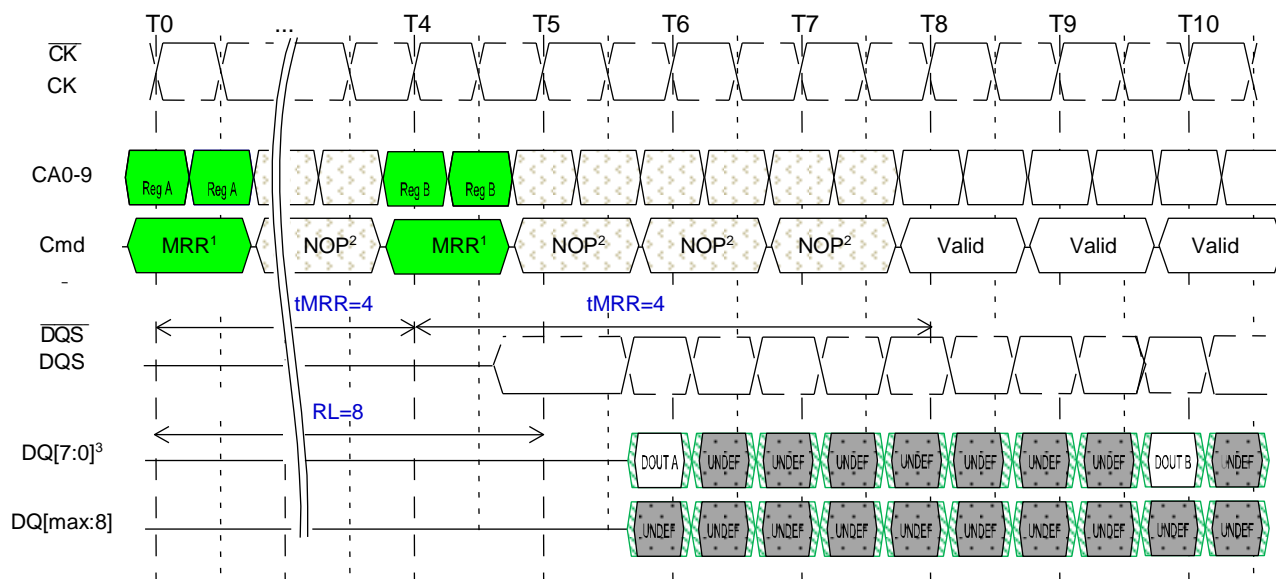 T0 ... T4 T5 T6 T7 T8 T9 T10
CK
CK
CA0-9 Reg A Reg A Reg B Reg B
Cmd MRR¹ NOP² MRR¹ NOP² NOP² NOP² Valid Valid Valid
tMRR=4 tMRR=4
DQS
DQS
RL=8
DQ[7:0]³ DOUT A UNDEF UNDEF UNDEF UNDEF UNDEF UNDEF UNDEF DOUT B UNDEF
DQ[max:8] UNDEF UNDEF UNDEF UNDEF UNDEF UNDEF UNDEF UNDEF UNDEF UNDEF